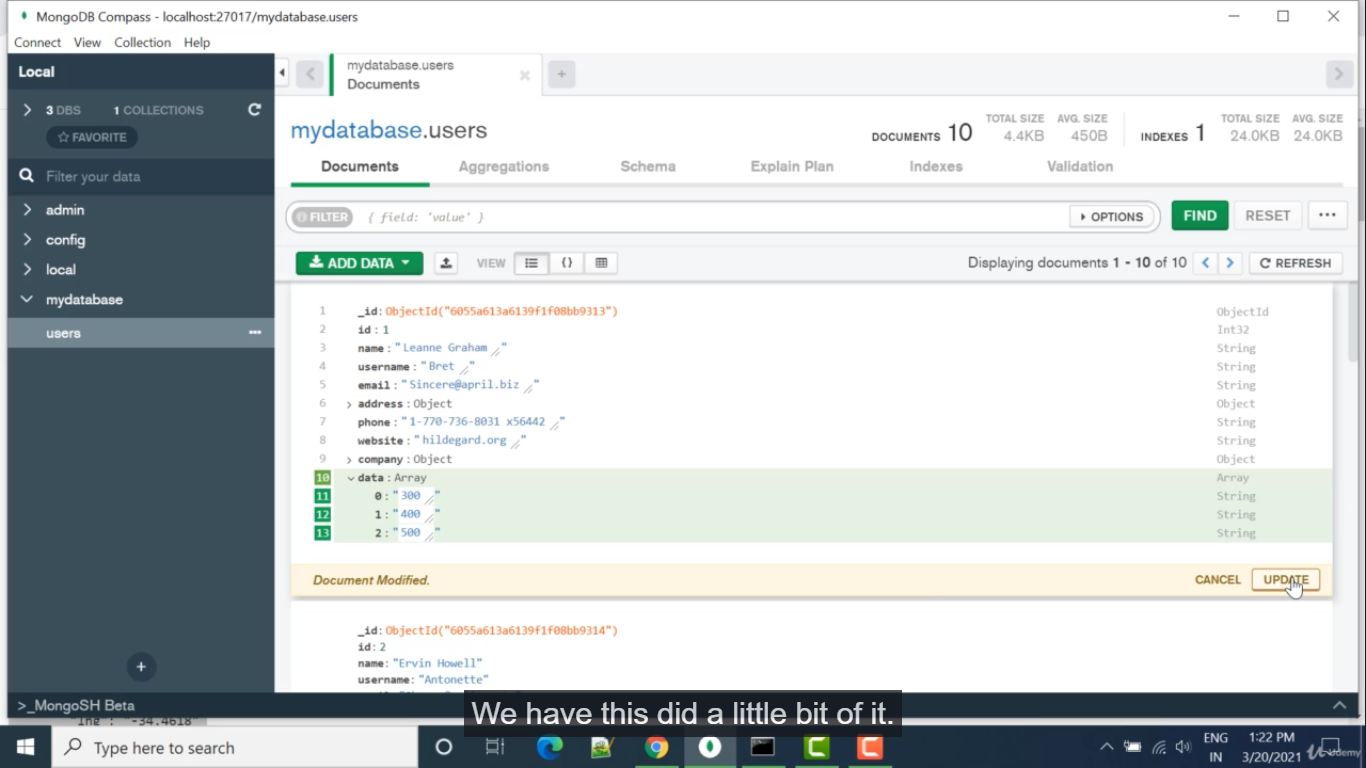 MongoDB Compass - localhost:27017/mydatabase.users
Connect View Collection Help
Local
3 DBS 1 COLLECTIONS
FAVORITE
Filter your data
admin
config
local
mydatabase
users
>_MongoSH Beta
mydatabase.users
Documents
mydatabase.users
DOCUMENTS 10 TOTAL SIZE 4.4KB AVG. SIZE 450B INDEXES 1 TOTAL SIZE 24.0KB AVG. SIZE 24.0KB
Documents Aggregations Schema Explain Plan Indexes Validation
FILTER { field: 'value' } OPTIONS FIND RESET ...
ADD DATA VIEW {} Displaying documents 1 - 10 of 10 REFRESH
1 _id: ObjectId("6055a613a6139f1f08bb9313") ObjectId
2 id : 1 Int32
3 name : "Leanne Graham" String
4 username : "Bret" String
5 email : "Sincere@april.biz" String
6 > address : Object Object
7 phone : "1-770-736-8031 x56442" String
8 website : "hildegard.org" String
9 > company : Object Object
10 data : Array Array
11 0 : "300" String
12 1 : "400" String
13 2 : "500" String
Document Modified. CANCEL UPDATE
_id: ObjectId("6055a613a6139f1f08bb9314")
id: 2
name: "Ervin Howell"
username: "Antonette"
We have this did a little bit of it.
"lng": "-34.4618"
Type here to search
ENG
IN
1:22 PM
3/20/2021
Udemy